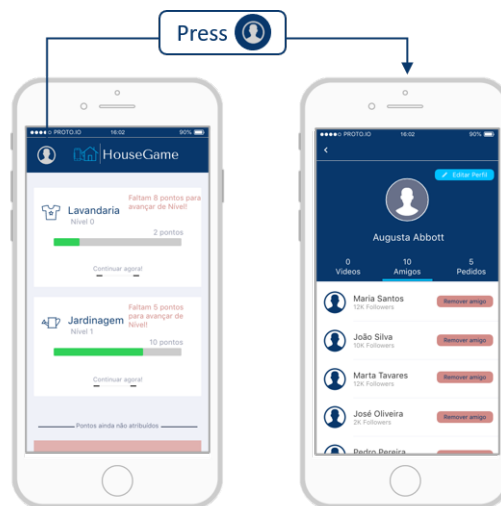 Press
PROTO.IO 16:02 90%
HouseGame
Faltam 8 pontos para
avançar de Nível!
Lavandaria
Nível 0
2 pontos
Continuar agora!
Faltam 5 pontos
para avançar de
Nível!
Jardinagem
Nível 1
10 pontos
Continuar agora!
Pontos ainda não atribuídos
PROTO.IO 16:02 90%
Editar Perfil
Augusta Abbott
0 10 5
Videos Amigos Pedidos
Maria Santos
12K Followers
Remover amigo
João Silva
10K Followers
Remover amigo
Marta Tavares
12K Followers
Remover amigo
José Oliveira
2K Followers
Remover amigo
Pedro Pereira